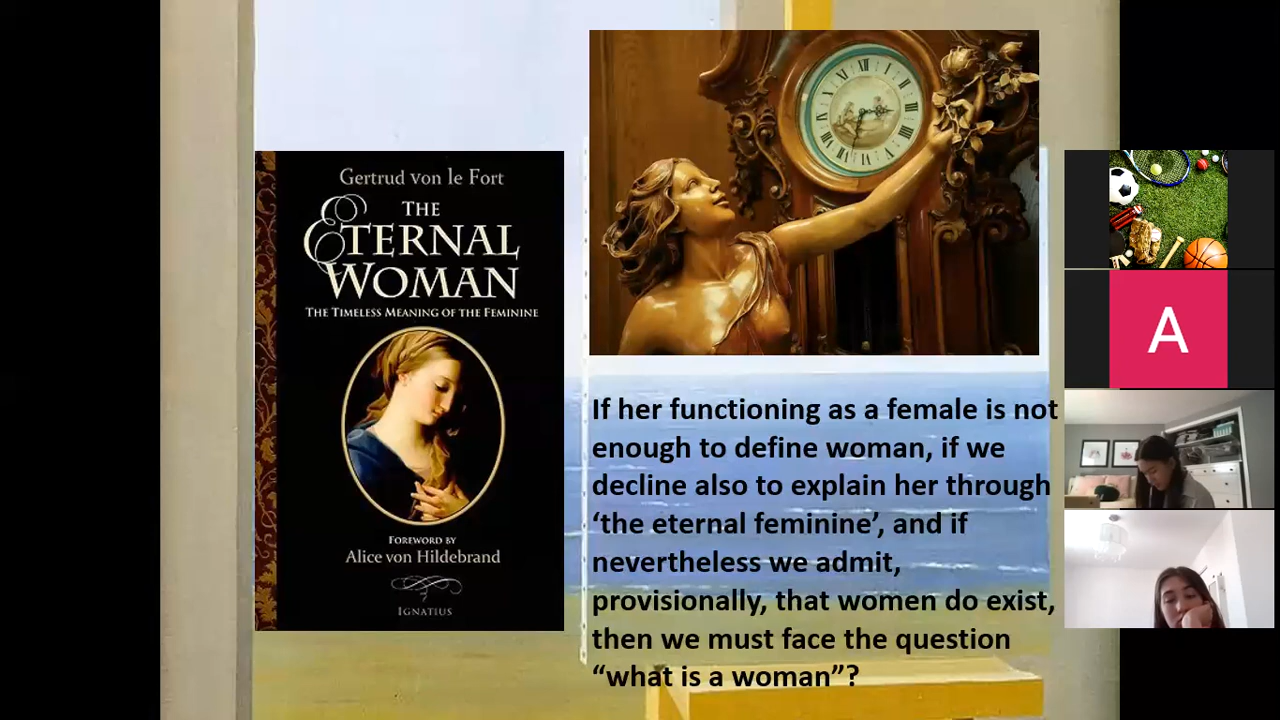 Gertrud von le Fort
THE
ETERNAL
WOMAN
THE TIMELESS MEANING OF THE FEMININE
FOREWORD BY
Alice von Hildebrand
IGNATIUS
If her functioning as a female is not
enough to define woman, if we
decline also to explain her through
‘the eternal feminine’, and if
nevertheless we admit,
provisionally, that women do exist,
then we must face the question
“what is a woman”?
A